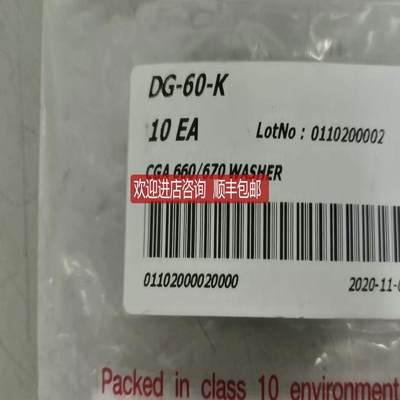 DG-60-K
10 EA
LotNo : 0110200002
CGA 660/670 WASHER
欢迎进店咨询 顺丰包邮
01102000020000
2020-11-0
Packed in class 10 environment